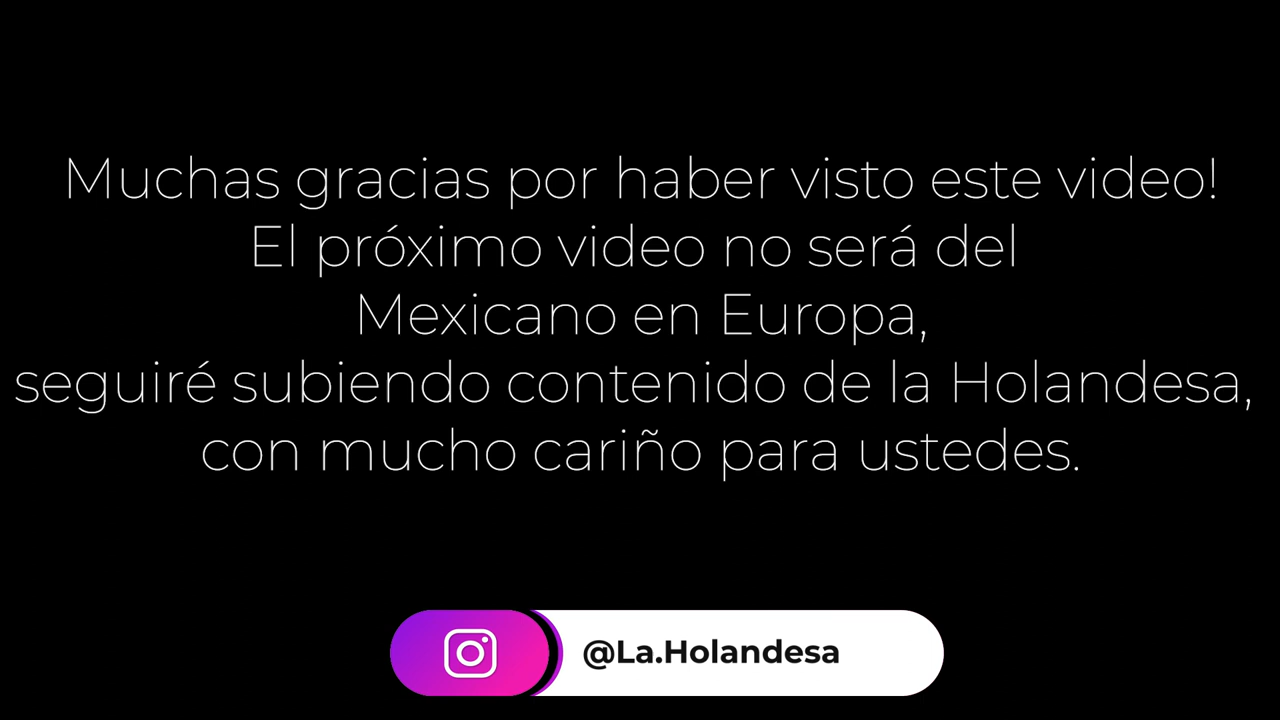 Muchas gracias por haber visto este video!
El próximo video no será del
Mexicano en Europa,
seguiré subiendo contenido de la Holandesa,
con mucho cariño para ustedes.
@La.Holandesa